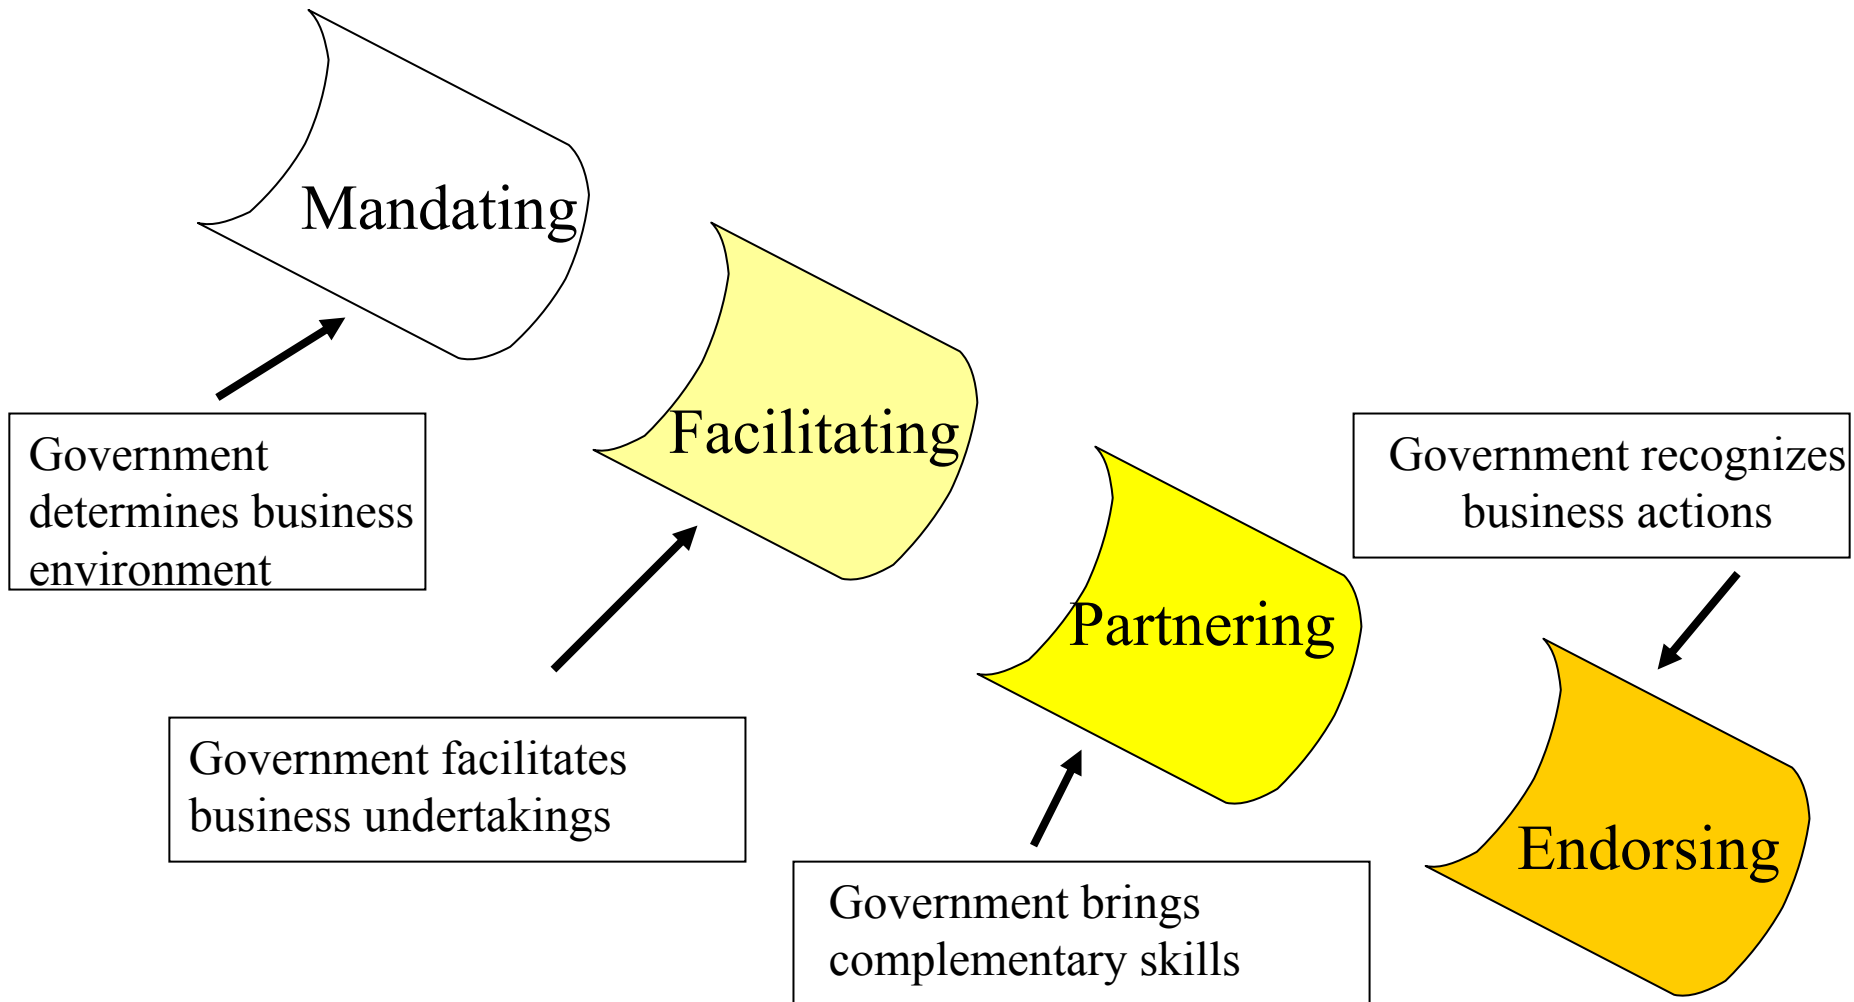 Mandating
Government
determines business
environment
Facilitating
Government facilitates
business undertakings
Partnering
Government brings
complementary skills
Government recognizes
business actions
Endorsing